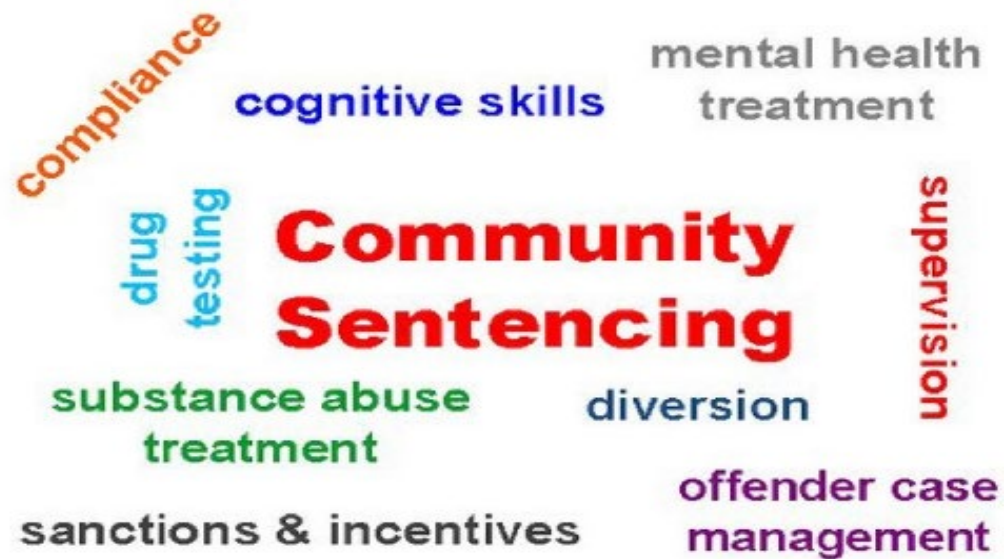 compliance
cognitive skills
mental health
treatment
drug
testing
Community
Sentencing
supervision
substance abuse
treatment
diversion
offender case
management
sanctions & incentives